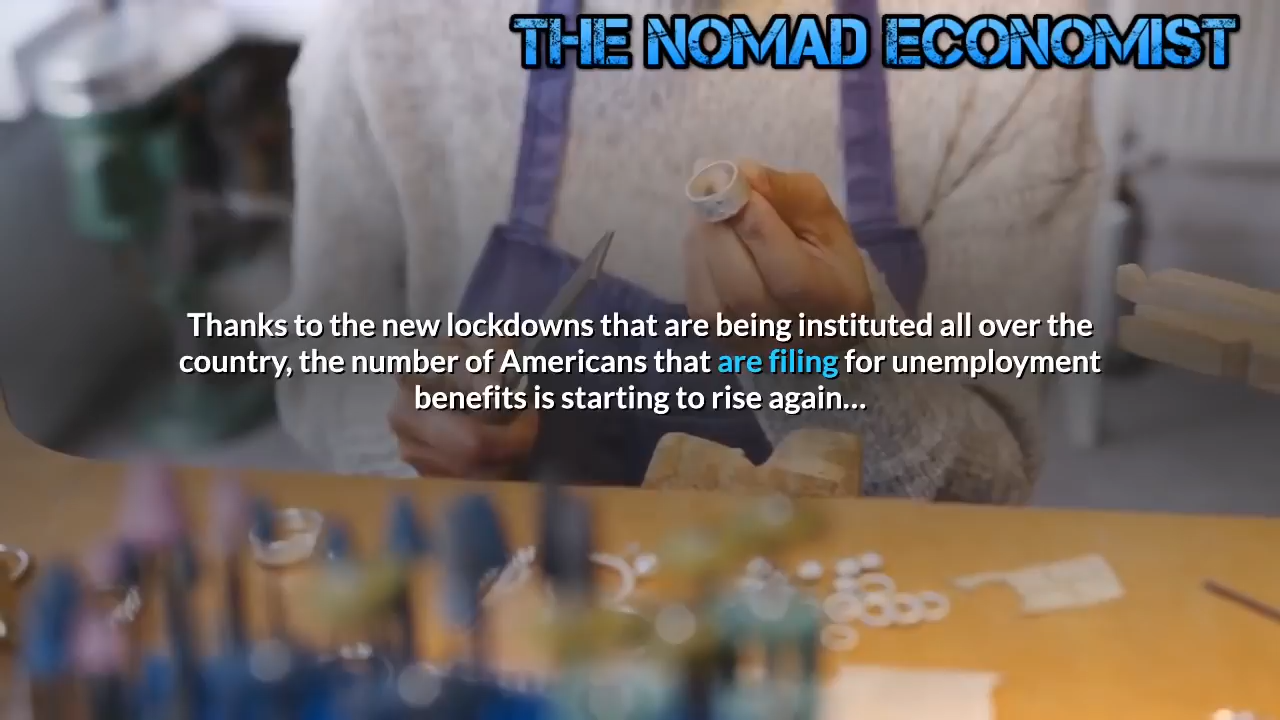 THE NOMAD ECONOMIST
Thanks to the new lockdowns that are being instituted all over the
country, the number of Americans that are filing for unemployment
benefits is starting to rise again...